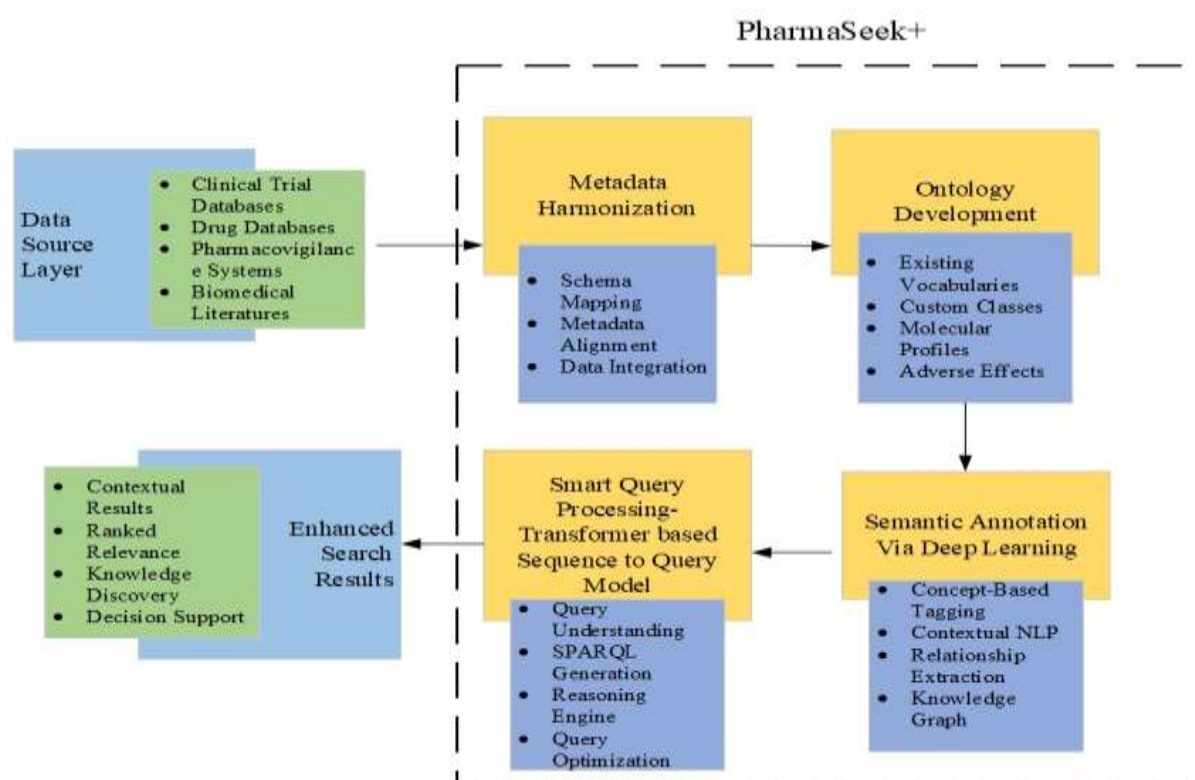 PharmaSeek+
Data
Source
Layer
• Clinical Trial
Databases
• Drug Databases
• Pharmacovigilanc
e Systems
• Biomedical
Literatures
Metadada
Harmonization
• Schema
Mapping
• Metadata
Alignment
• Data Integration
Ontology
Development
• Existing
Vocabularies
• Custom Classes
• Molecular
Profiles
• Adverse Effects
Semantic Annotation
Via Deep Learning
• Concept-Based
Tagging
• Contextual NLP
• Relationship
Extraction
• Knowledge
Graph
Smart Query
Processing-
Transformer based
Sequence to Query
Model
• Query
Understanding
• SPARQL
Generation
• Reasoning
Engine
• Query
Optimization
Enhanced
Search
Results
• Contextual
Results
• Ranked
Relevance
• Knowledge
Discovery
• Decision Support